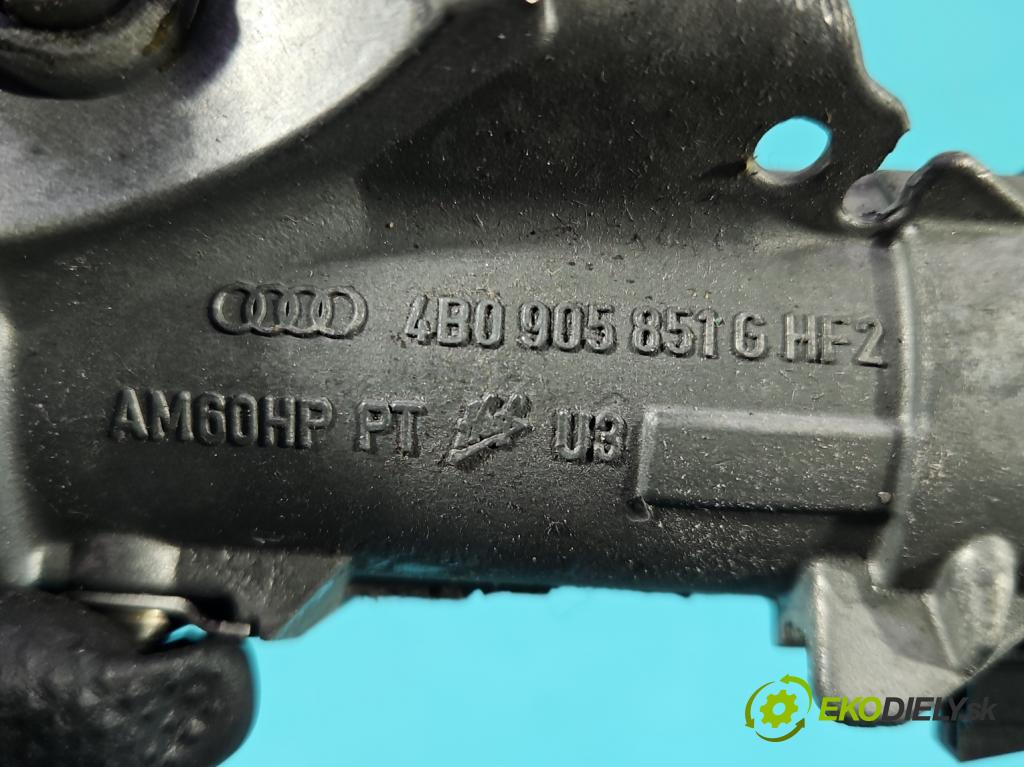 4B0 905 851 G HF2
AM60HP PT U3
EKODIELY.sk